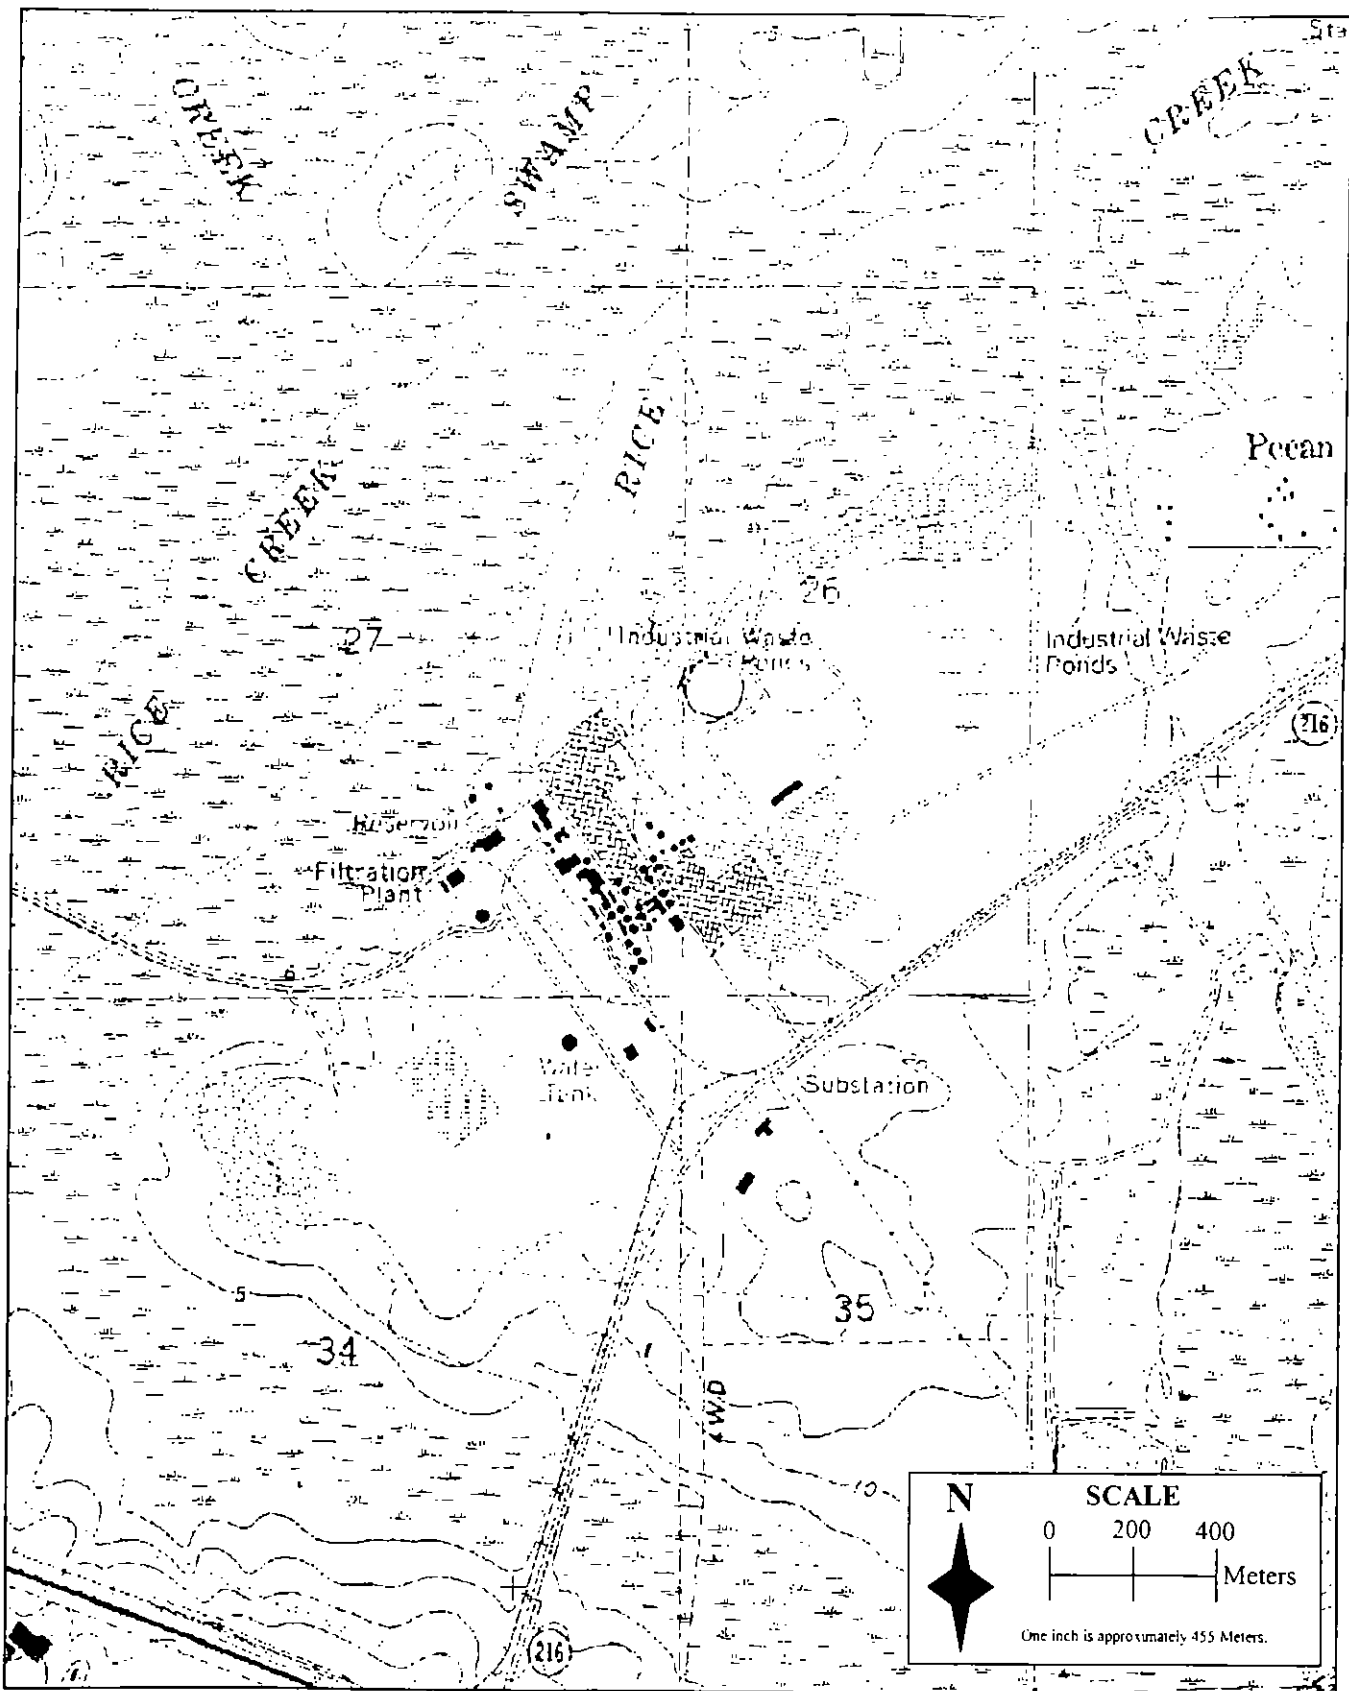 CREEK
SWAMP
CREEK
RICE
Pecan
CREEK
26
27
Industrial Waste
Ponds
Industrial Waste
Ponds
RICE
216
Reservoir
Filtration
Plant
6
Water
Tank
Substation
5
35
34
4WD
10
N
SCALE
0 200 400
Meters
One inch is approximately 455 Meters.
216